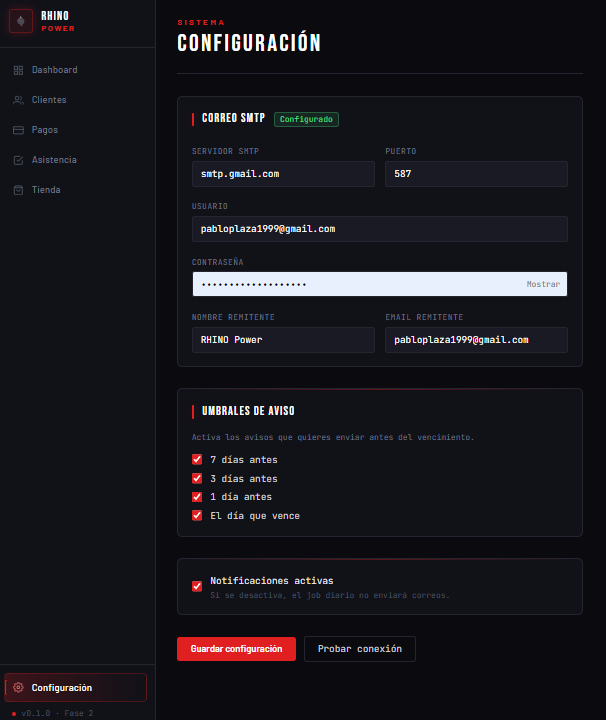 RHINO
POWER
Dashboard
Clientes
Pagos
Asistencia
Tienda
Configuración
v0.1.0 - Fase 2
SISTEMA
CONFIGURACIÓN
CORREO SMTP Configurado
SERVIDOR SMTP PUERTO
smtp.gmail.com 587
USUARIO
pabloplaza1999@gmail.com
CONTRASEÑA
••••••••••••••••••• Mostrar
NOMBRE REMITENTE EMAIL REMITENTE
RHINO Power pabloplaza1999@gmail.com
UMBRALES DE AVISO
Activa los avisos que quieres enviar antes del vencimiento.
7 días antes
3 días antes
1 día antes
El día que vence
Notificaciones activas
Si se desactiva, el job diario no enviará correos.
Guardar configuración Probar conexión